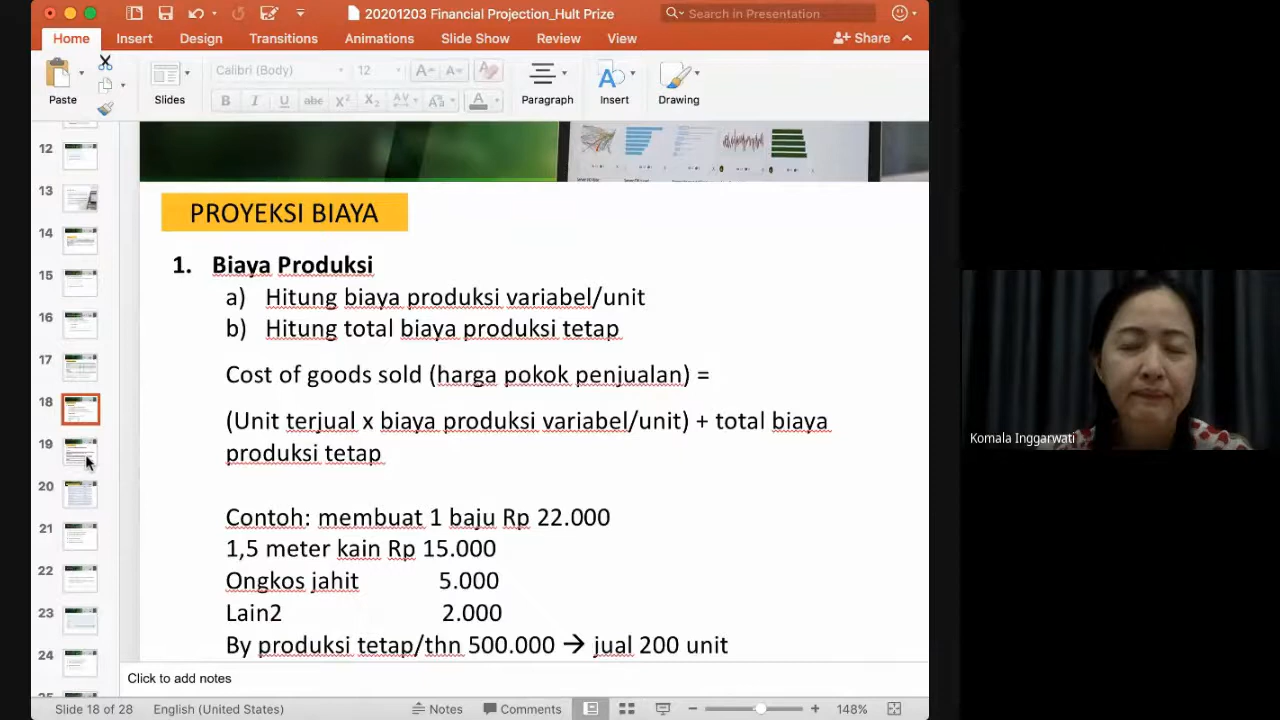 20201203 Financial Projection_Hult Prize
Search in Presentation
Home Insert Design Transitions Animations Slide Show Review View Share
Paste Slides Calibri (Body) 12 Paragraph Insert Drawing
B I U abc X² X₂ AV Aa A
12
13
14
15
16
17
18
19
20
21
22
23
24
PROYEKSI BIAYA
1. Biaya Produksi
a) Hitung biaya produksi variabel/unit
b) Hitung total biaya produksi tetap
Cost of goods sold (harga pokok penjualan) =
(Unit terjual x biaya produksi variabel/unit) + total biaya
produksi tetap
Contoh: membuat 1 baju Rp 22.000
1,5 meter kain Rp 15.000
Ongkos jahit 5.000
Lain2 2.000
By produksi tetap/thn 500.000 → jual 200 unit
Click to add notes
Slide 18 of 28 English (United States) Notes Comments 148%
Komala Inggarwati